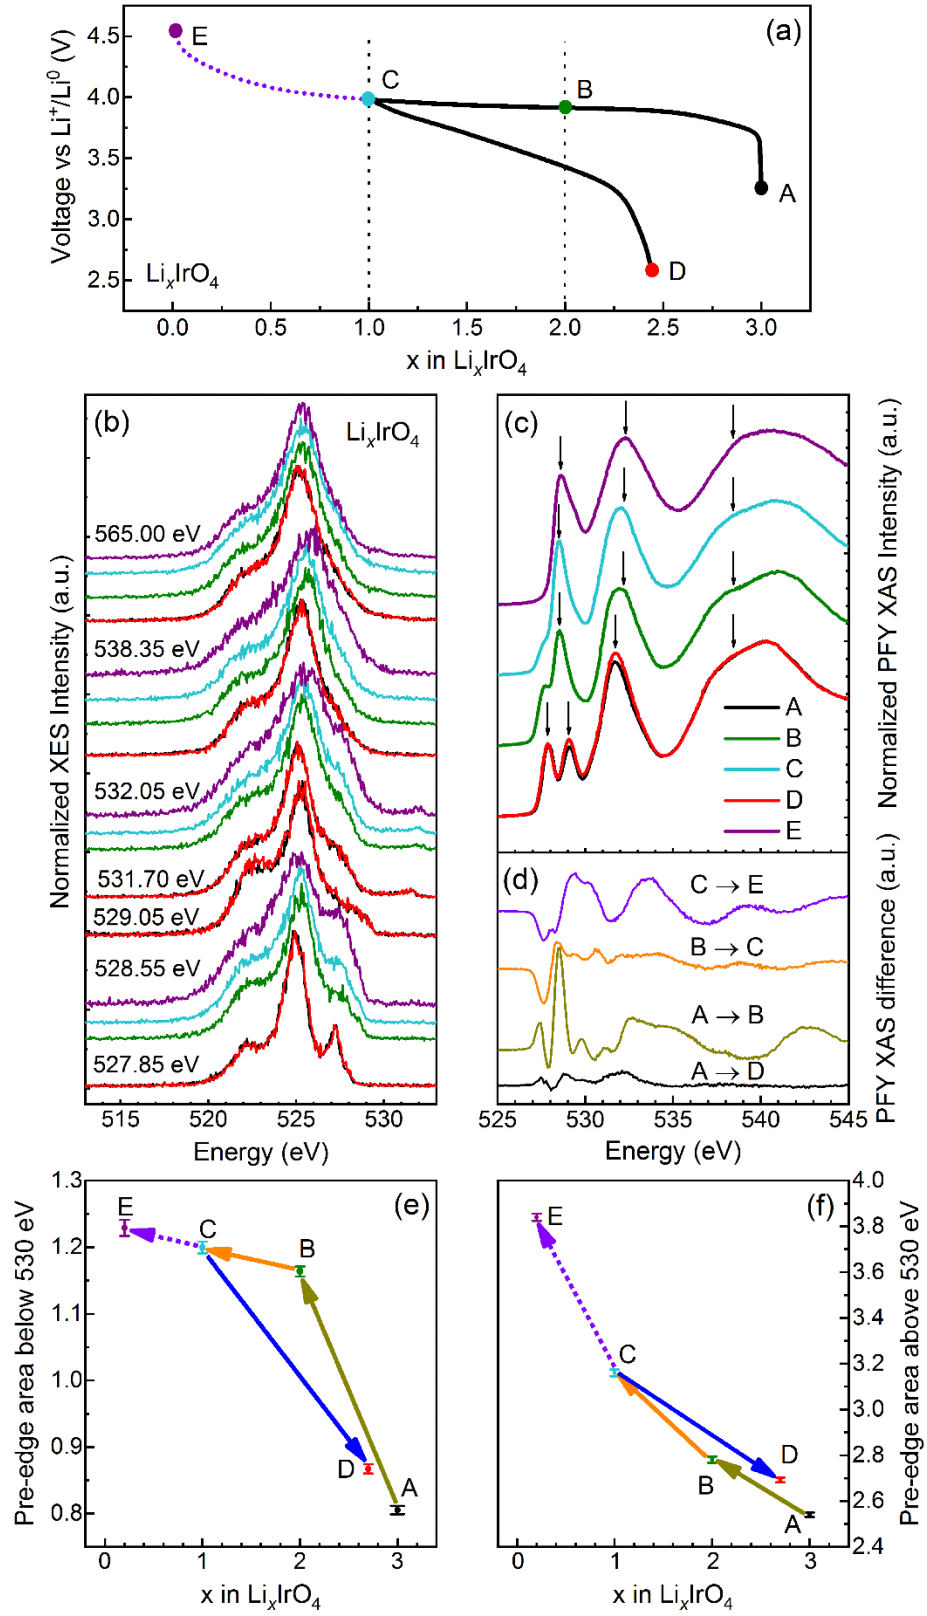 (a)
Voltage vs Li⁺/Li⁰ (V)
4.5
4.0
3.5
3.0
2.5
E
C
B
A
D
LiₓIrO₄
0.0
0.5
1.0
1.5
2.0
2.5
3.0
x in LiₓIrO₄
(b)
LiₓIrO₄
Normalized XES Intensity (a.u.)
565.00 eV
538.35 eV
532.05 eV
531.70 eV
529.05 eV
528.55 eV
527.85 eV
515
520
525
530
Energy (eV)
(c)
Normalized PFY XAS Intensity (a.u.)
A
B
C
D
E
(d)
PFY XAS difference (a.u.)
C → E
B → C
A → B
A → D
525
530
535
540
545
Energy (eV)
(e)
Pre-edge area below 530 eV
1.3
1.2
1.1
1.0
0.9
0.8
E
C
B
D
A
0
1
2
3
x in LiₓIrO₄
(f)
Pre-edge area above 530 eV
4.0
3.8
3.6
3.4
3.2
3.0
2.8
2.6
2.4
E
C
D
B
A
0
1
2
3
x in LiₓIrO₄